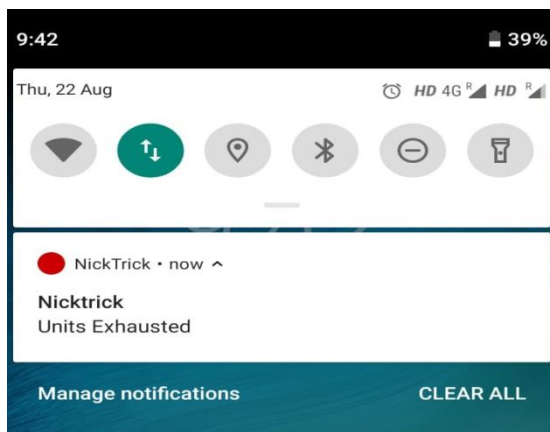 9:42 39%
Thu, 22 Aug HD 4G R HD R
NickTrick • now
Nicktrick
Units Exhausted
Manage notifications CLEAR ALL